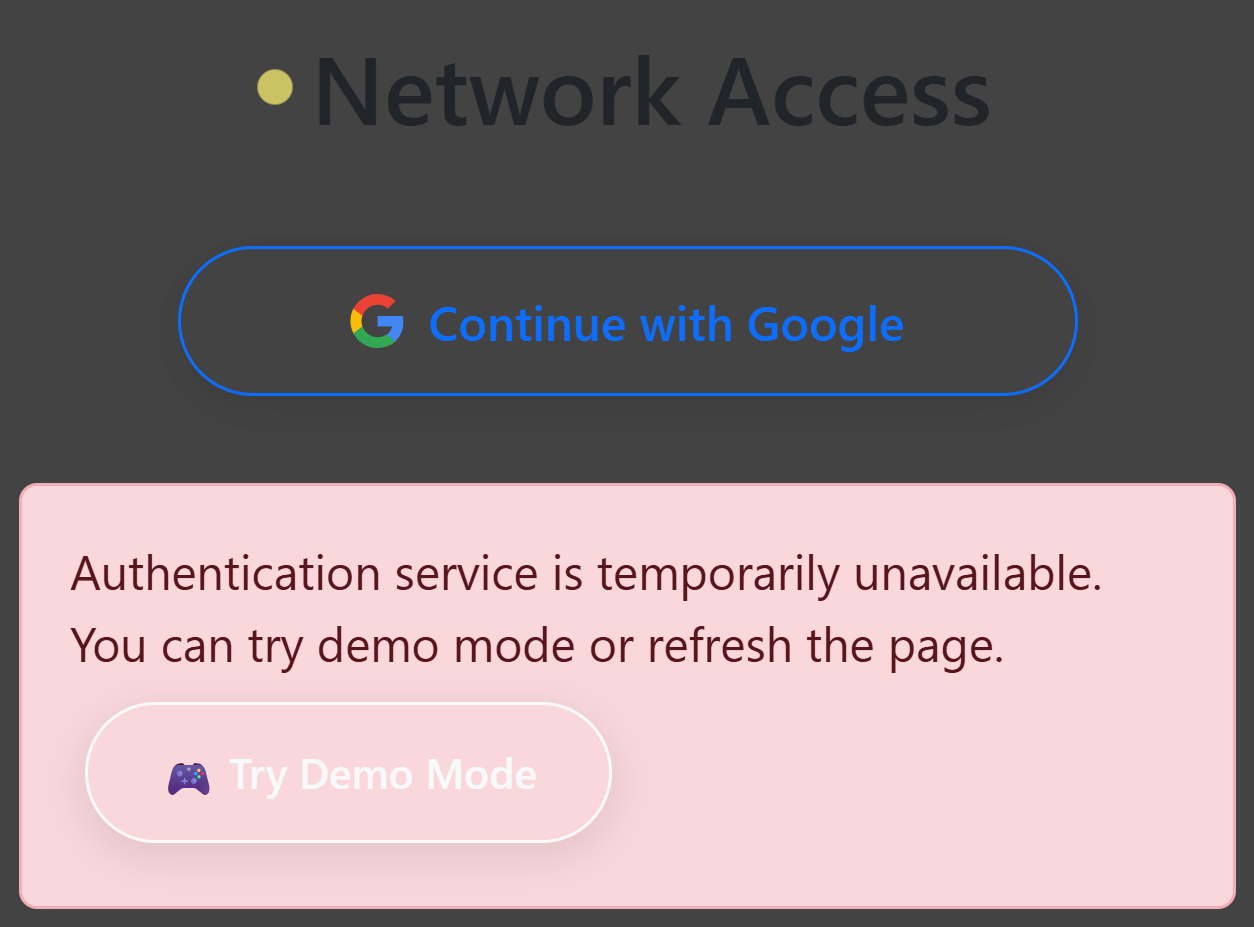 Network Access
Continue with Google
Authentication service is temporarily unavailable.
You can try demo mode or refresh the page.
Try Demo Mode